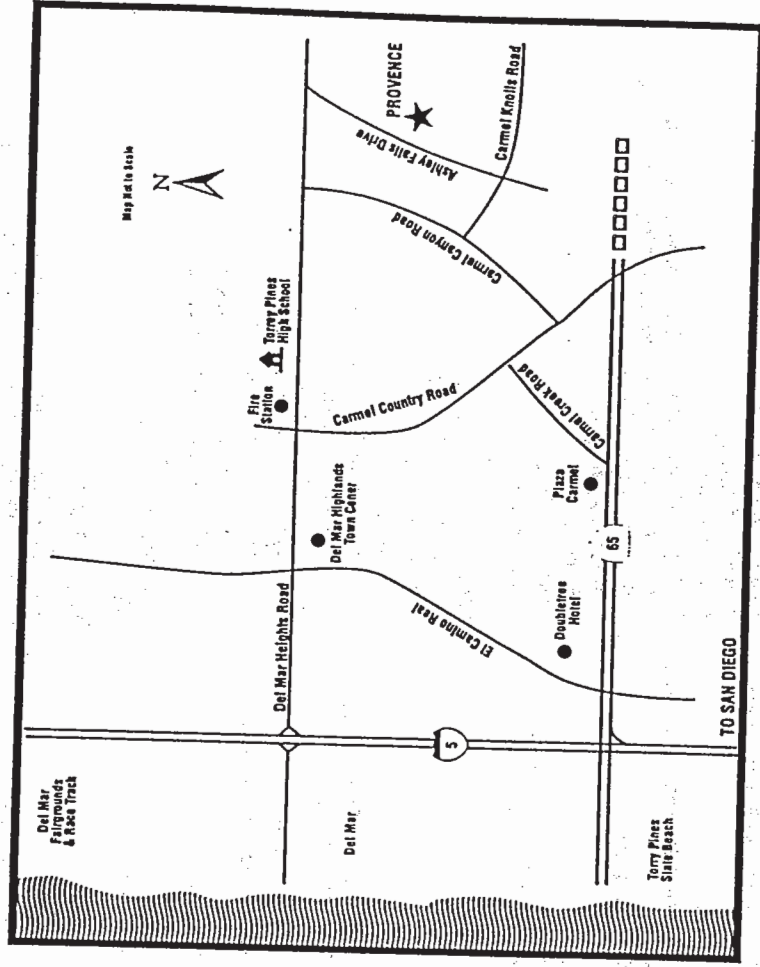 Map Not to Scale
N
PROVENCE
Ashley Falls Drive
Carmel Knolls Road
Carmel Canyon Road
Torrey Pines
High School
Fire
Station
Carmel Country Road
Carmel Creek Road
Plaza
Carmel
Del Mar Highlands
Town Center
65
Del Mar Heights Road
El Camino Real
Doubletree
Hotel
5
TO SAN DIEGO
Del Mar
Fairgrounds
& Race Track
Del Mar
Torry Pines
State Beach